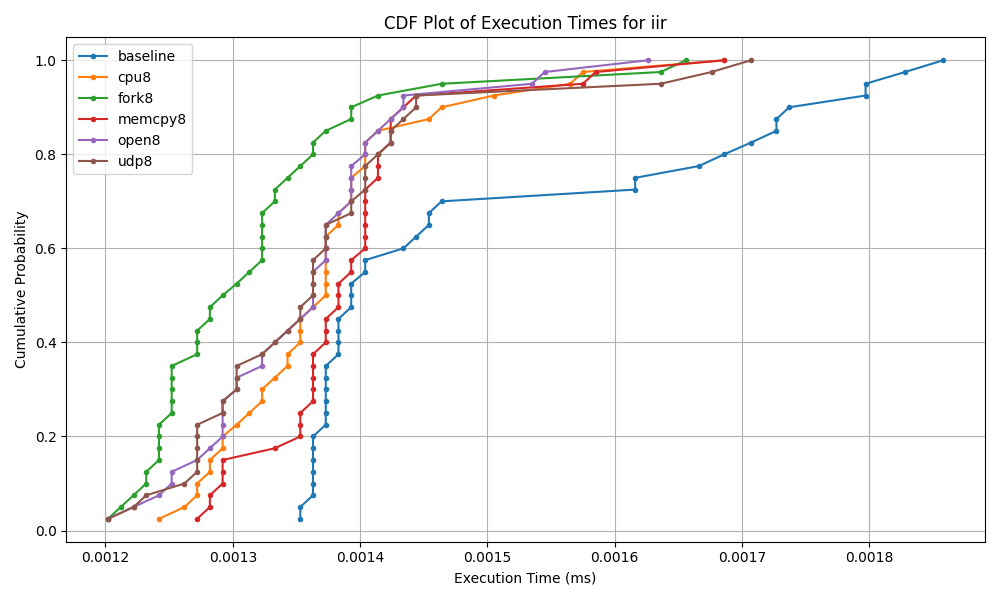 CDF Plot of Execution Times for iir
baseline
cpu8
fork8
memcpy8
open8
udp8
Cumulative Probability
1.0
0.8
0.6
0.4
0.2
0.0
0.0012 0.0013 0.0014 0.0015 0.0016 0.0017 0.0018
Execution Time (ms)